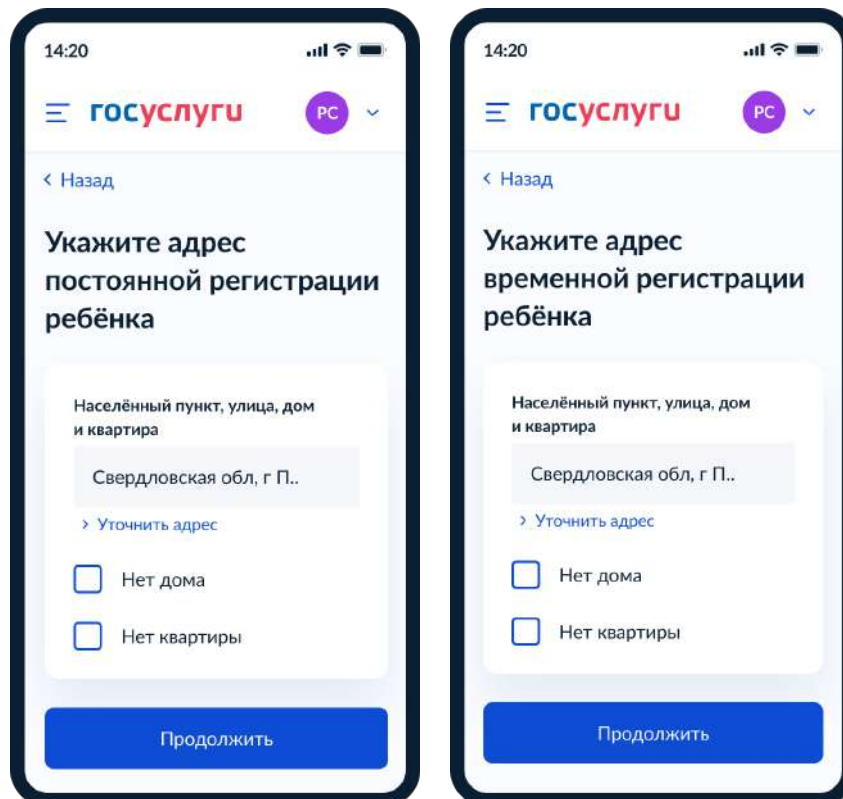 14:20
госуслуги
РС
Назад
Укажите адрес
постоянной регистрации
ребёнка
Населённый пункт, улица, дом
и квартира
Свердловская обл, г П..
Уточнить адрес
Нет дома
Нет квартиры
Продолжить
14:20
госуслуги
РС
Назад
Укажите адрес
временной регистрации
ребёнка
Населённый пункт, улица, дом
и квартира
Свердловская обл, г П..
Уточнить адрес
Нет дома
Нет квартиры
Продолжить